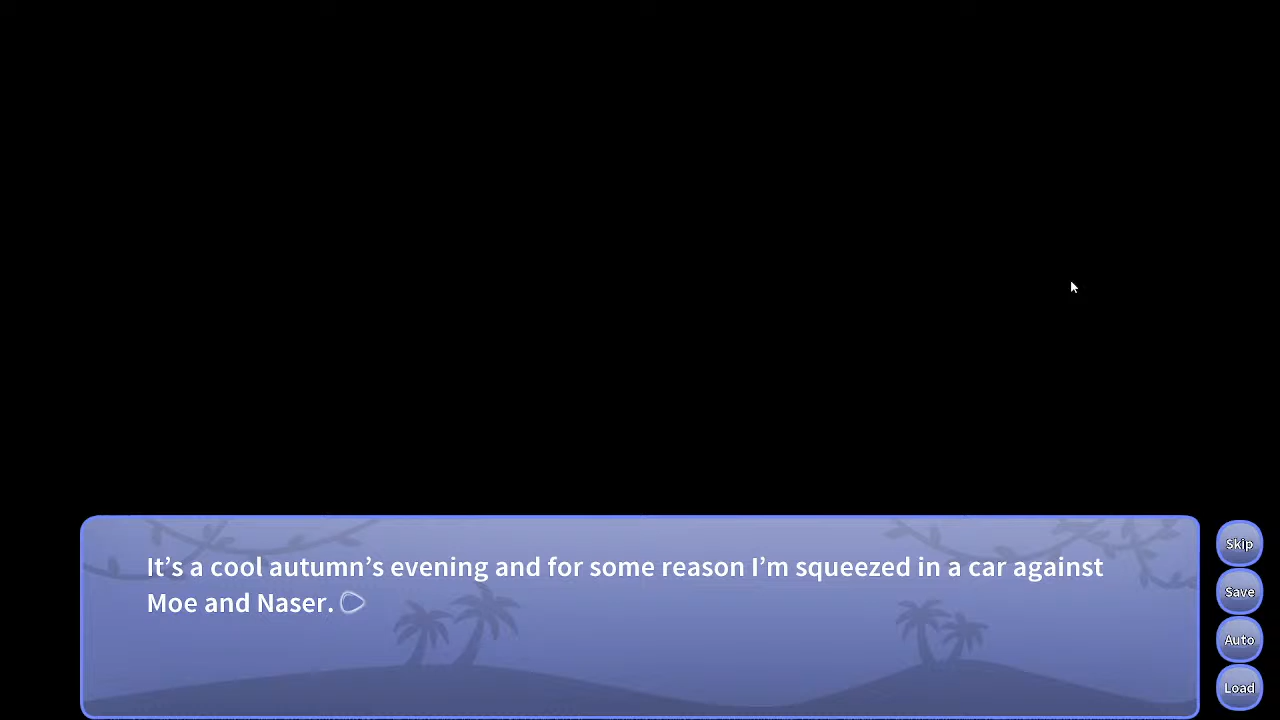 It’s a cool autumn’s evening and for some reason I’m squeezed in a car against
Moe and Naser.
Skip
Save
Auto
Load